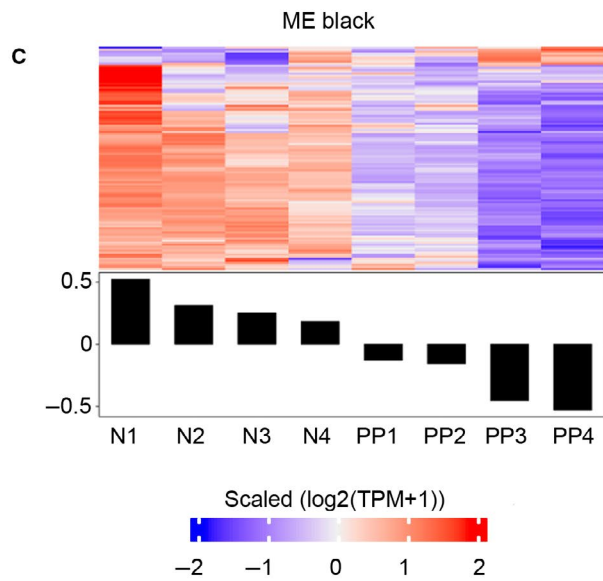 ME black
C
0.5
0
−0.5
N1 N2 N3 N4 PP1 PP2 PP3 PP4
Scaled (log2(TPM+1))
−2 −1 0 1 2